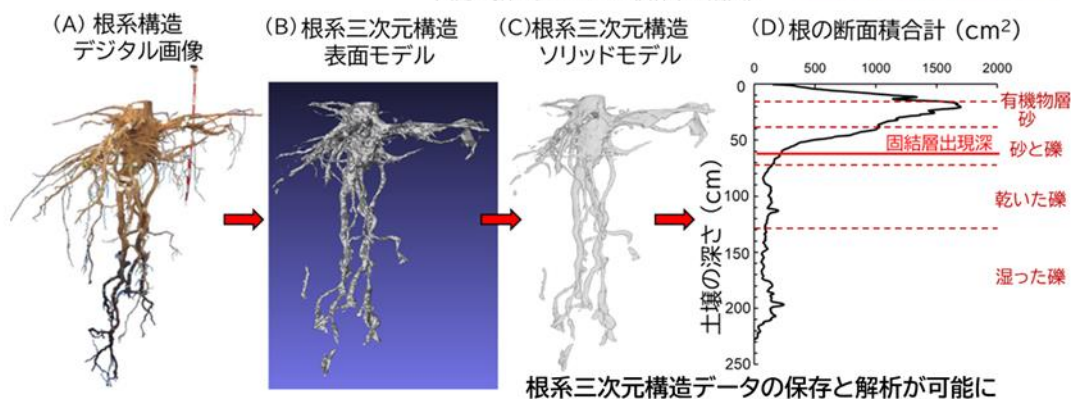 (A) 根系構造
デジタル画像
(B) 根系三次元構造
表面モデル
(C)根系三次元構造
ソリッドモデル
(D)根の断面積合計 (cm²)
0 500 1000 1500 2000
0
50
100
150
200
250
土壌の深さ (cm)
有機物層
砂
固結層出現深
砂と礫
乾いた礫
湿った礫
根系三次元構造データの保存と解析が可能に